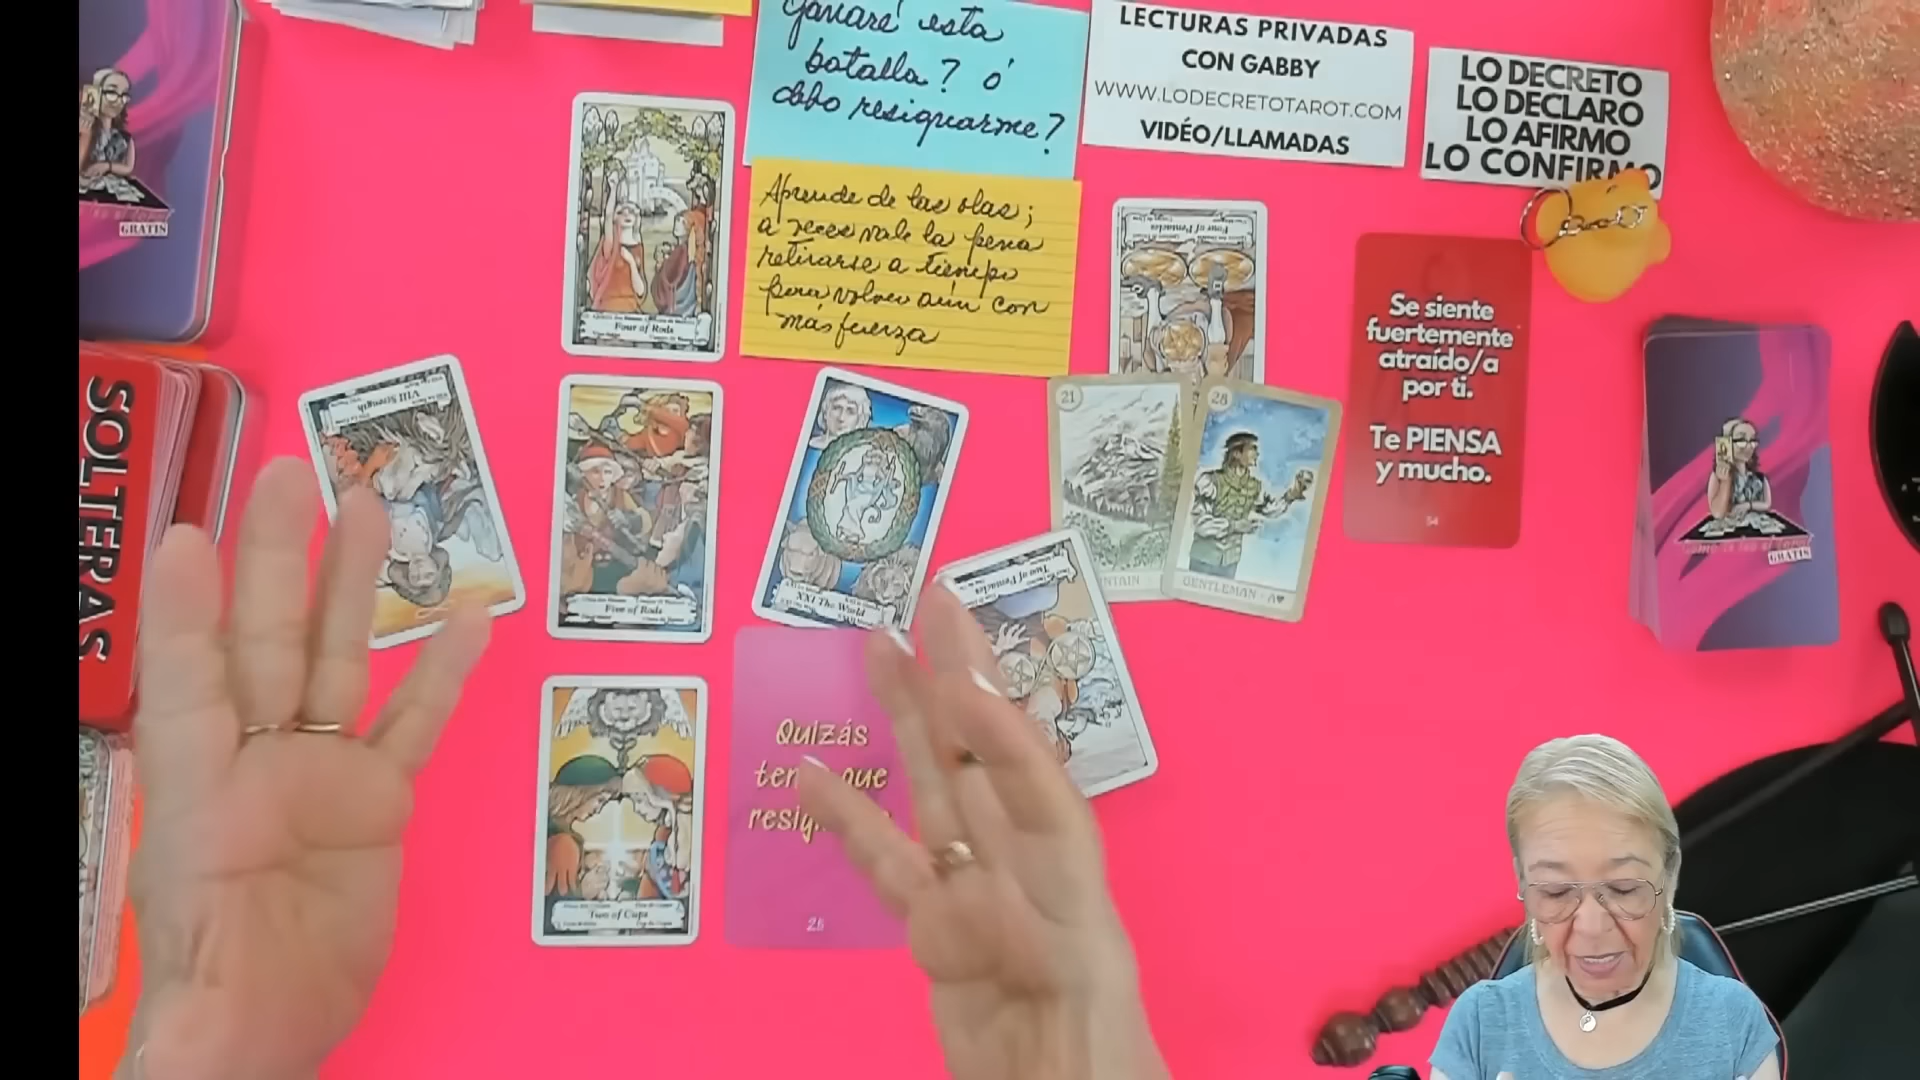 Ganaré esta
batalla? ó
debo resignarme?
LECTURAS PRIVADAS
CON GABBY
WWW.LODECRETOTAROT.COM
VIDÉO/LLAMADAS
LO DECRETO
LO DECLARO
LO AFIRMO
LO CONFIRMO
Aprende de las olas;
a veces vale la pena
retirarse a tiempo
para volver aún con
más fuerza
GRATIS
Four of Rods
Four of Pentacles
VIII Strength
SOLTERAS
Five of Rods
XXI The World
21
28
GENTLEMAN - A♥
Two of Pentacles
Se siente
fuertemente
atraído/a
por ti.
Te PIENSA
y mucho.
54
GRATIS
Two of Cups
Quizás
que
26